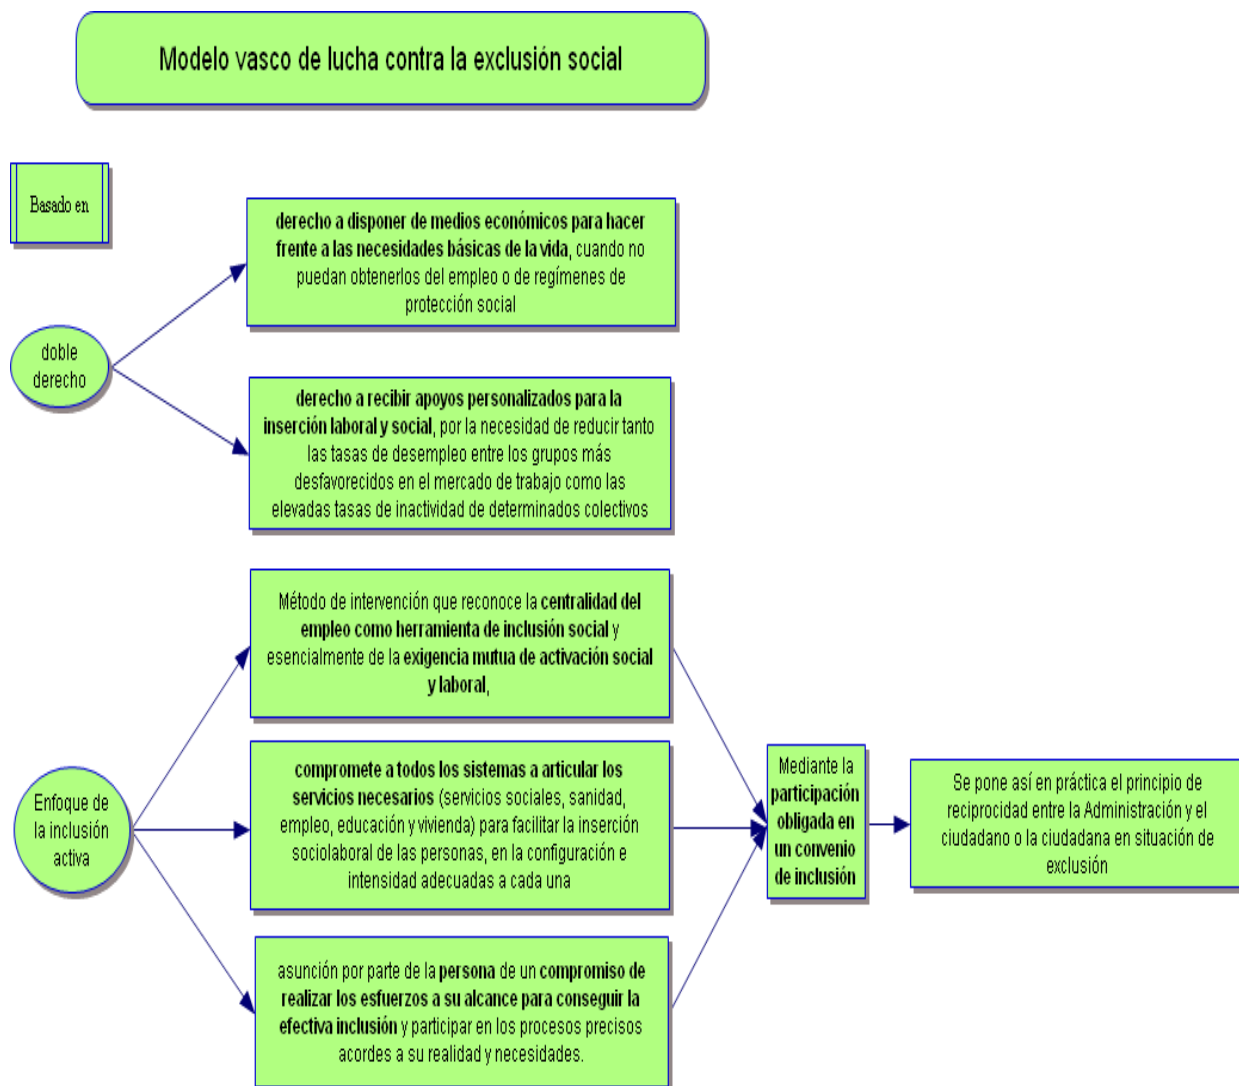 Modelo vasco de lucha contra la exclusión social
Basado en
doble
derecho
derecho a disponer de medios económicos para hacer
frente a las necesidades básicas de la vida, cuando no
puedan obtenerlos del empleo o de regímenes de
protección social
derecho a recibir apoyos personalizados para la
inserción laboral y social, por la necesidad de reducir tanto
las tasas de desempleo entre los grupos más
desfavorecidos en el mercado de trabajo como las
elevadas tasas de inactividad de determinados colectivos
Enfoque de
la inclusión
activa
Método de intervención que reconoce la centralidad del
empleo como herramienta de inclusión social y
esencialmente de la exigencia mutua de activación social
y laboral,
compromete a todos los sistemas a articular los
servicios necesarios (servicios sociales, sanidad,
empleo, educación y vivienda) para facilitar la inserción
sociolaboral de las personas, en la configuración e
intensidad adecuadas a cada una
asunción por parte de la persona de un compromiso de
realizar los esfuerzos a su alcance para conseguir la
efectiva inclusión y participar en los procesos precisos
acordes a su realidad y necesidades.
Mediante la
participación
obligada en
un convenio
de inclusión
Se pone así en práctica el principio de
reciprocidad entre la Administración y el
ciudadano o la ciudadana en situación de
exclusión